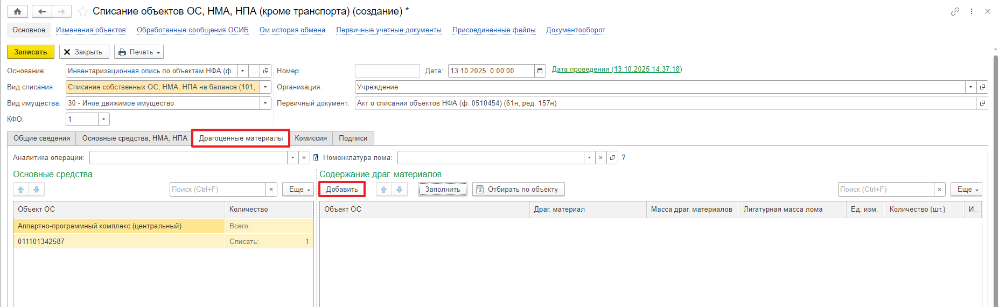 Списание объектов ОС, НМА, НПА (кроме транспорта) (создание) *
Основное Изменения объектов Обработанные сообщения ОСИБ Ом история обмена Первичные учетные документы Присоединенные файлы Документооборот
Записать Закрыть Печать
Основание: Инвентаризационная опись по объектам НФА (ф. ... Номер: Дата: 13.10.2025 0:00:00 Дата проведения (13.10.2025 14:37:18)
Вид списания: Списание собственных ОС, НМА, НПА на балансе (101, Организация: Учреждение
Вид имущества: 30 - Иное движимое имущество Первичный документ: Акт о списании объектов НФА (ф. 0510454) (61н, ред. 157н)
КФО: 1
Общие сведения Основные средства, НМА, НПА Драгоценные материалы Комиссия Подписи
Аналитика операции: ? Номенклатура лома: ?
Основные средства Содержание драг. материалов
Поиск (Ctrl+F) Еще Добавить Заполнить Отбирать по объекту Поиск (Ctrl+F) Еще
Объект ОС Количество Объект ОС Драг. материал Масса драг. материалов Лигатурная масса лома Ед. изм. Количество (шт.) И..
Аппартно-программный комплекс (центральный) Всего:
011101342587 Списать: 1